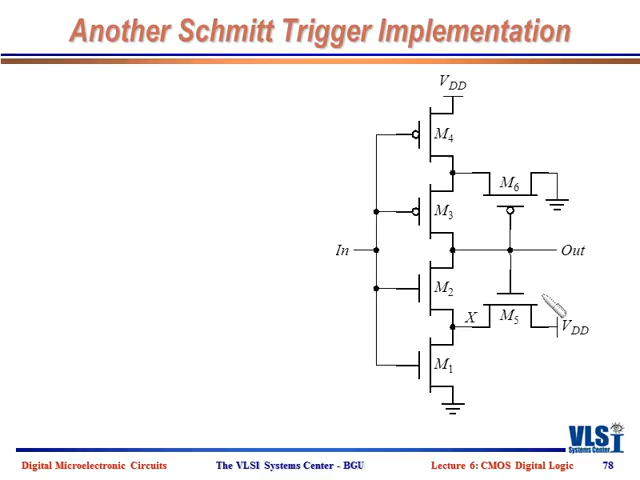 Another Schmitt Trigger Implementation
VDD
M4
M6
M3
In
Out
M2
X
M5
VDD
M1
VLSI
Systems Center
Digital Microelectronic Circuits
The VLSI Systems Center - BGU
Lecture 6: CMOS Digital Logic
78